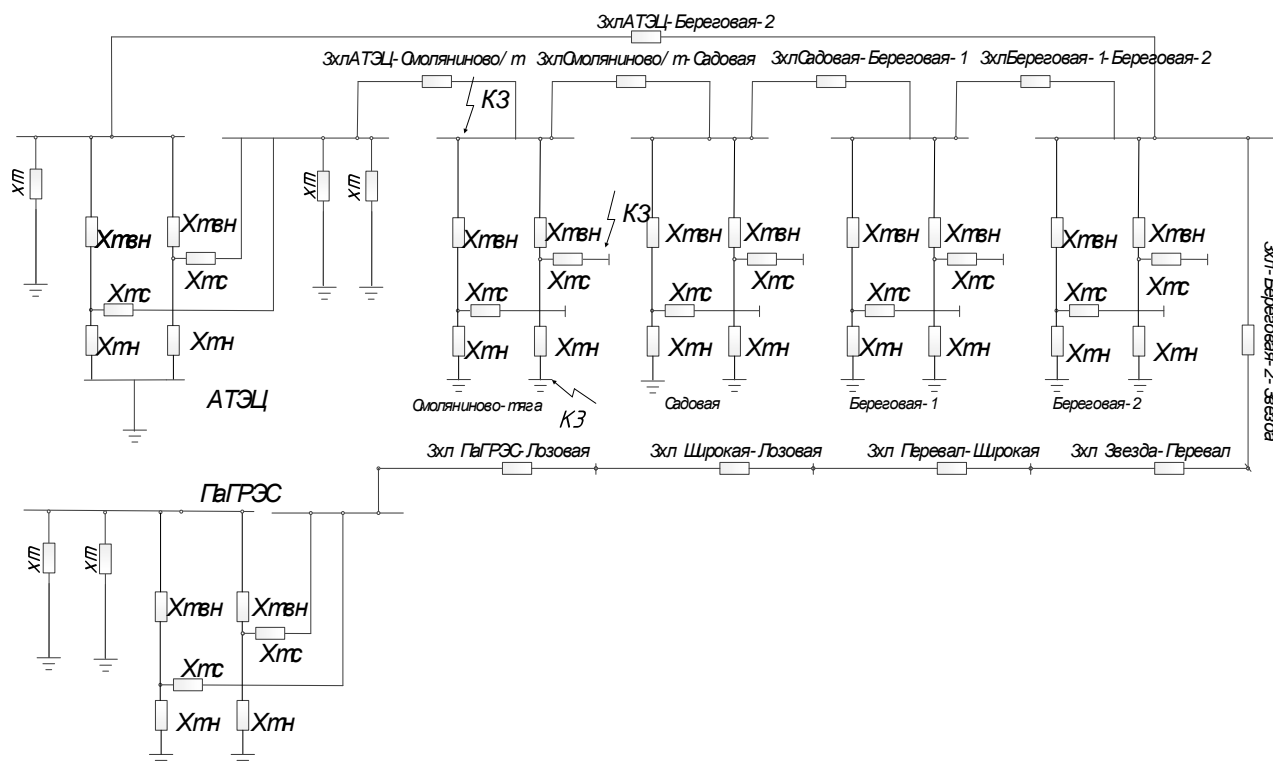 3хлАТЭЦ-Береговая-2
3хлАТЭЦ-Смоляниново/т
3хлСмоляниново/т-Садовая
3хлСадовая-Береговая-1
3хлБереговая-1-Береговая-2
КЗ
хт
хт
хт
Хтвн
Хтвн
Хтс
Хтс
Хтн
Хтн
АТЭЦ
Хтвн
Хтвн
КЗ
Хтс
Хтс
Хтн
Хтн
КЗ
Смоляниново-тяга
Хтвн
Хтвн
Хтс
Хтс
Хтн
Хтн
Садовая
Хтвн
Хтвн
Хтс
Хтс
Хтн
Хтн
Береговая-1
Хтвн
Хтвн
Хтс
Хтс
Хтн
Хтн
Береговая-2
3хл-Береговая-2-Звезда
3хл ПаГРЭС-Лозовая
3хл Широкая-Лозовая
3хл Перевал-Широкая
3хл Звезда-Перевал
ПаГРЭС
хт
хт
Хтвн
Хтвн
Хтс
Хтс
Хтн
Хтн